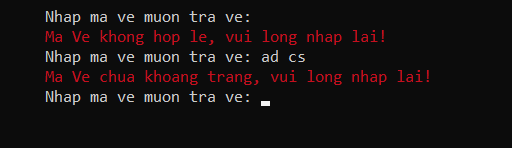 Nhap ma ve muon tra ve:
Ma Ve khong hop le, vui long nhap lai!
Nhap ma ve muon tra ve: ad cs
Ma Ve chua khoang trang, vui long nhap lai!
Nhap ma ve muon tra ve: